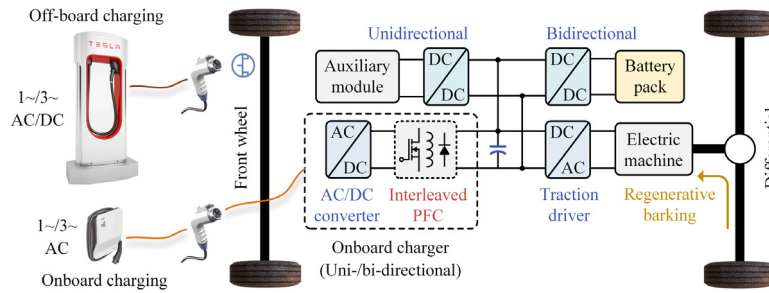 Off-board charging
TESLA
1~/3~
AC/DC
1~/3~
AC
Onboard charging
Front wheel
Unidirectional
Bidirectional
Auxiliary
module
DC
DC
DC
DC
Battery
pack
AC
DC
DC
AC
Electric
machine
AC/DC
converter
Interleaved
PFC
Traction
driver
Regenerative
barking
Onboard charger
(Uni-/bi-directional)
Differential